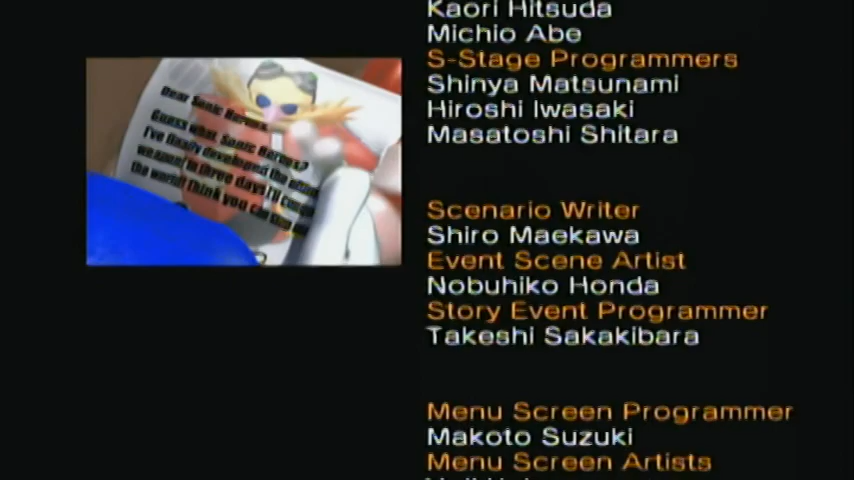 Dear Sonic Heroes,
Guess what, Sonic Heroes?
I've finally developed the
weapon! In three days I'll
the world! Think you can
Kaori Hitsuda
Michio Abe
S-Stage Programmers
Shinya Matsunami
Hiroshi Iwasaki
Masatoshi Shitara
Scenario Writer
Shiro Maekawa
Event Scene Artist
Nobuhiko Honda
Story Event Programmer
Takeshi Sakakibara
Menu Screen Programmer
Makoto Suzuki
Menu Screen Artists